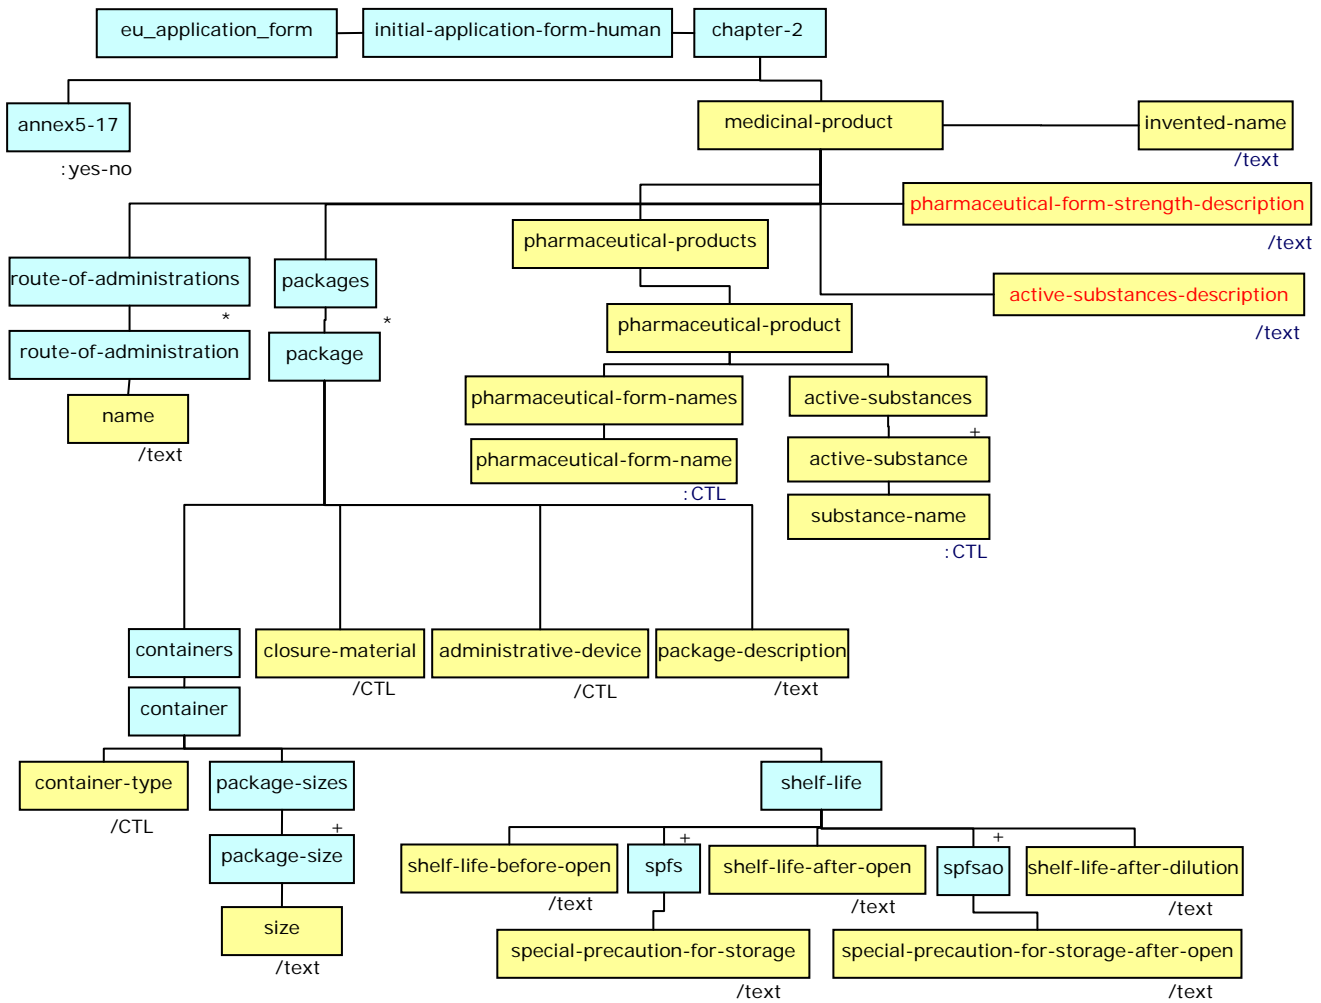 eu_application_form
initial-application-form-human
chapter-2
annex5-17
:yes-no
medicinal-product
invented-name
/text
pharmaceutical-form-strength-description
/text
pharmaceutical-products
route-of-administrations
*
packages
*
active-substances-description
/text
pharmaceutical-product
route-of-administration
package
name
/text
pharmaceutical-form-names
active-substances
+
pharmaceutical-form-name
:CTL
active-substance
substance-name
:CTL
containers
closure-material
/CTL
administrative-device
/CTL
package-description
/text
container
container-type
/CTL
package-sizes
+
shelf-life
package-size
size
/text
shelf-life-before-open
/text
+
spfs
shelf-life-after-open
/text
+
spfsao
shelf-life-after-dilution
/text
special-precaution-for-storage
/text
special-precaution-for-storage-after-open
/text